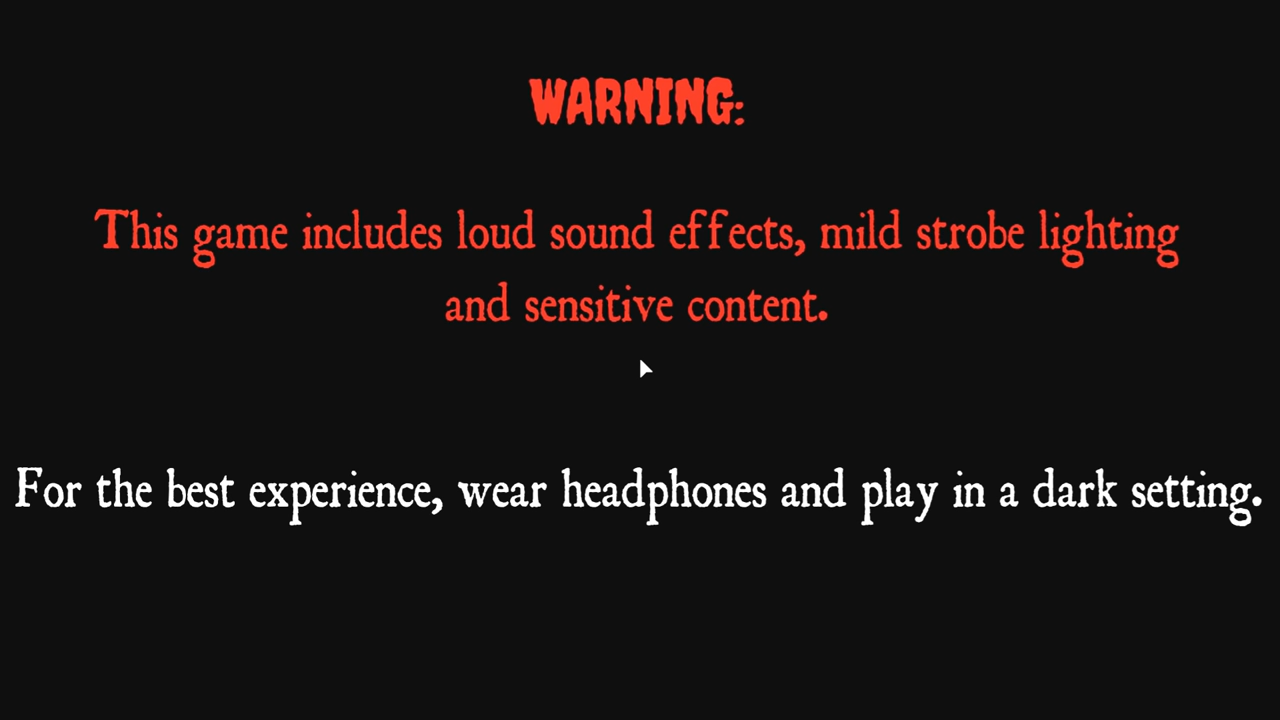 WARNING:
This game includes loud sound effects, mild strobe lighting
and sensitive content.
For the best experience, wear headphones and play in a dark setting.